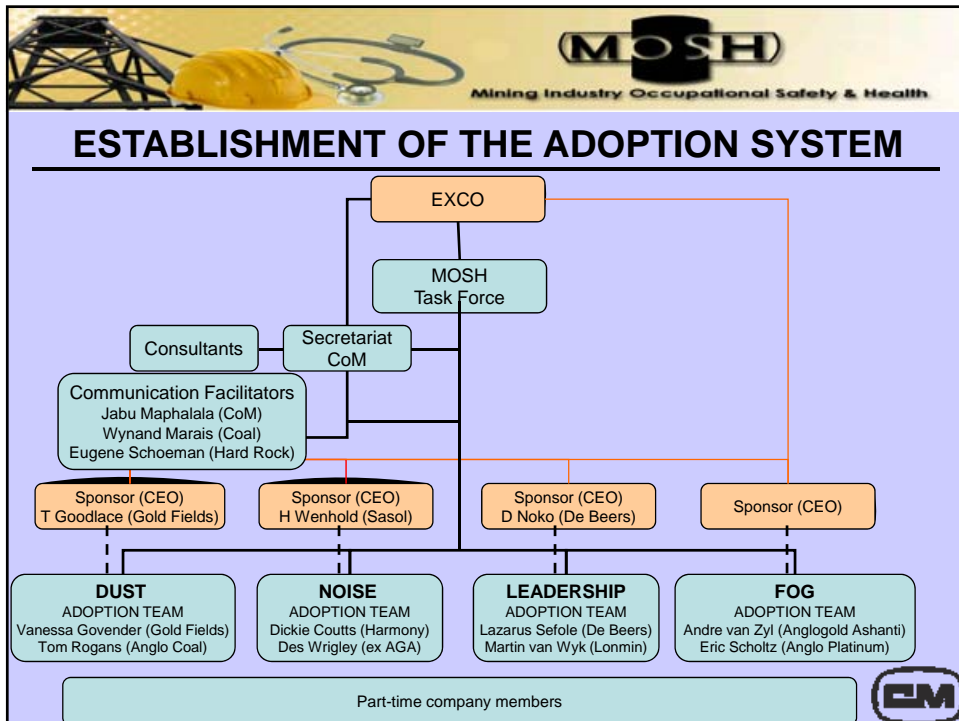 MOSH
Mining Industry Occupational Safety & Health
ESTABLISHMENT OF THE ADOPTION SYSTEM
EXCO
MOSH
Task Force
Consultants
Secretariat
CoM
Communication Facilitators
Jabu Maphalala (CoM)
Wynand Marais (Coal)
Eugene Schoeman (Hard Rock)
Sponsor (CEO)
T Goodlace (Gold Fields)
Sponsor (CEO)
H Wenhold (Sasol)
Sponsor (CEO)
D Noko (De Beers)
Sponsor (CEO)
DUST
ADOPTION TEAM
Vanessa Govender (Gold Fields)
Tom Rogans (Anglo Coal)
NOISE
ADOPTION TEAM
Dickie Coutts (Harmony)
Des Wrigley (ex AGA)
LEADERSHIP
ADOPTION TEAM
Lazarus Sefole (De Beers)
Martin van Wyk (Lonmin)
FOG
ADOPTION TEAM
Andre van Zyl (Anglogold Ashanti)
Eric Scholtz (Anglo Platinum)
Part-time company members
CM